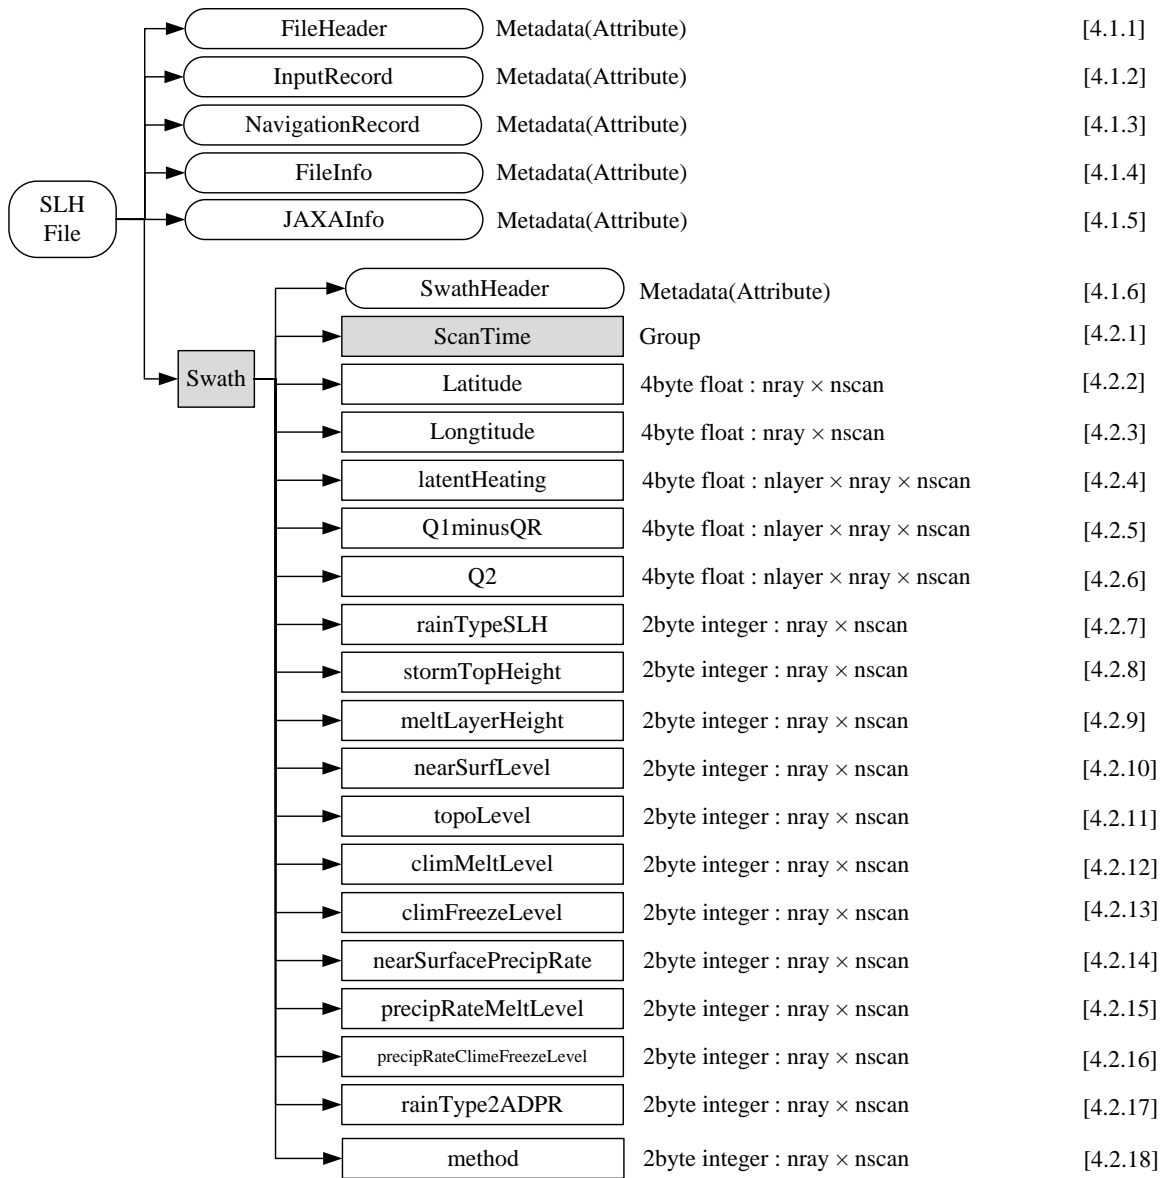 FileHeader Metadata(Attribute) [4.1.1]
InputRecord Metadata(Attribute) [4.1.2]
NavigationRecord Metadata(Attribute) [4.1.3]
FileInfo Metadata(Attribute) [4.1.4]
SLH
File
JAXAInfo Metadata(Attribute) [4.1.5]
SwathHeader Metadata(Attribute) [4.1.6]
ScanTime Group [4.2.1]
Swath
Latitude 4byte float : nray × nscan [4.2.2]
Longtitude 4byte float : nray × nscan [4.2.3]
latentHeating 4byte float : nlayer × nray × nscan [4.2.4]
Q1minusQR 4byte float : nlayer × nray × nscan [4.2.5]
Q2 4byte float : nlayer × nray × nscan [4.2.6]
rainTypeSLH 2byte integer : nray × nscan [4.2.7]
stormTopHeight 2byte integer : nray × nscan [4.2.8]
meltLayerHeight 2byte integer : nray × nscan [4.2.9]
nearSurfLevel 2byte integer : nray × nscan [4.2.10]
topoLevel 2byte integer : nray × nscan [4.2.11]
climMeltLevel 2byte integer : nray × nscan [4.2.12]
climFreezeLevel 2byte integer : nray × nscan [4.2.13]
nearSurfacePrecipRate 2byte integer : nray × nscan [4.2.14]
precipRateMeltLevel 2byte integer : nray × nscan [4.2.15]
precipRateClimeFreezeLevel 2byte integer : nray × nscan [4.2.16]
rainType2ADPR 2byte integer : nray × nscan [4.2.17]
method 2byte integer : nray × nscan [4.2.18]